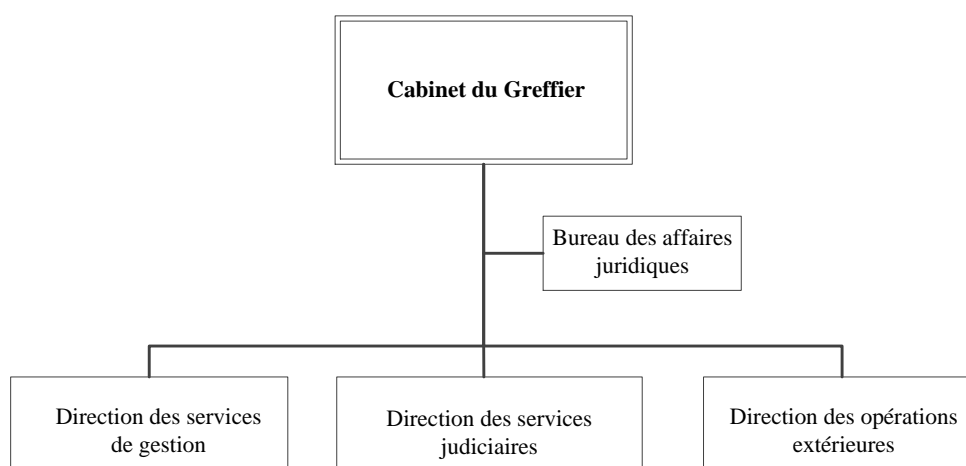 Cabinet du Greffier
Bureau des affaires
juridiques
Direction des services
de gestion
Direction des services
judiciaires
Direction des opérations
extérieures